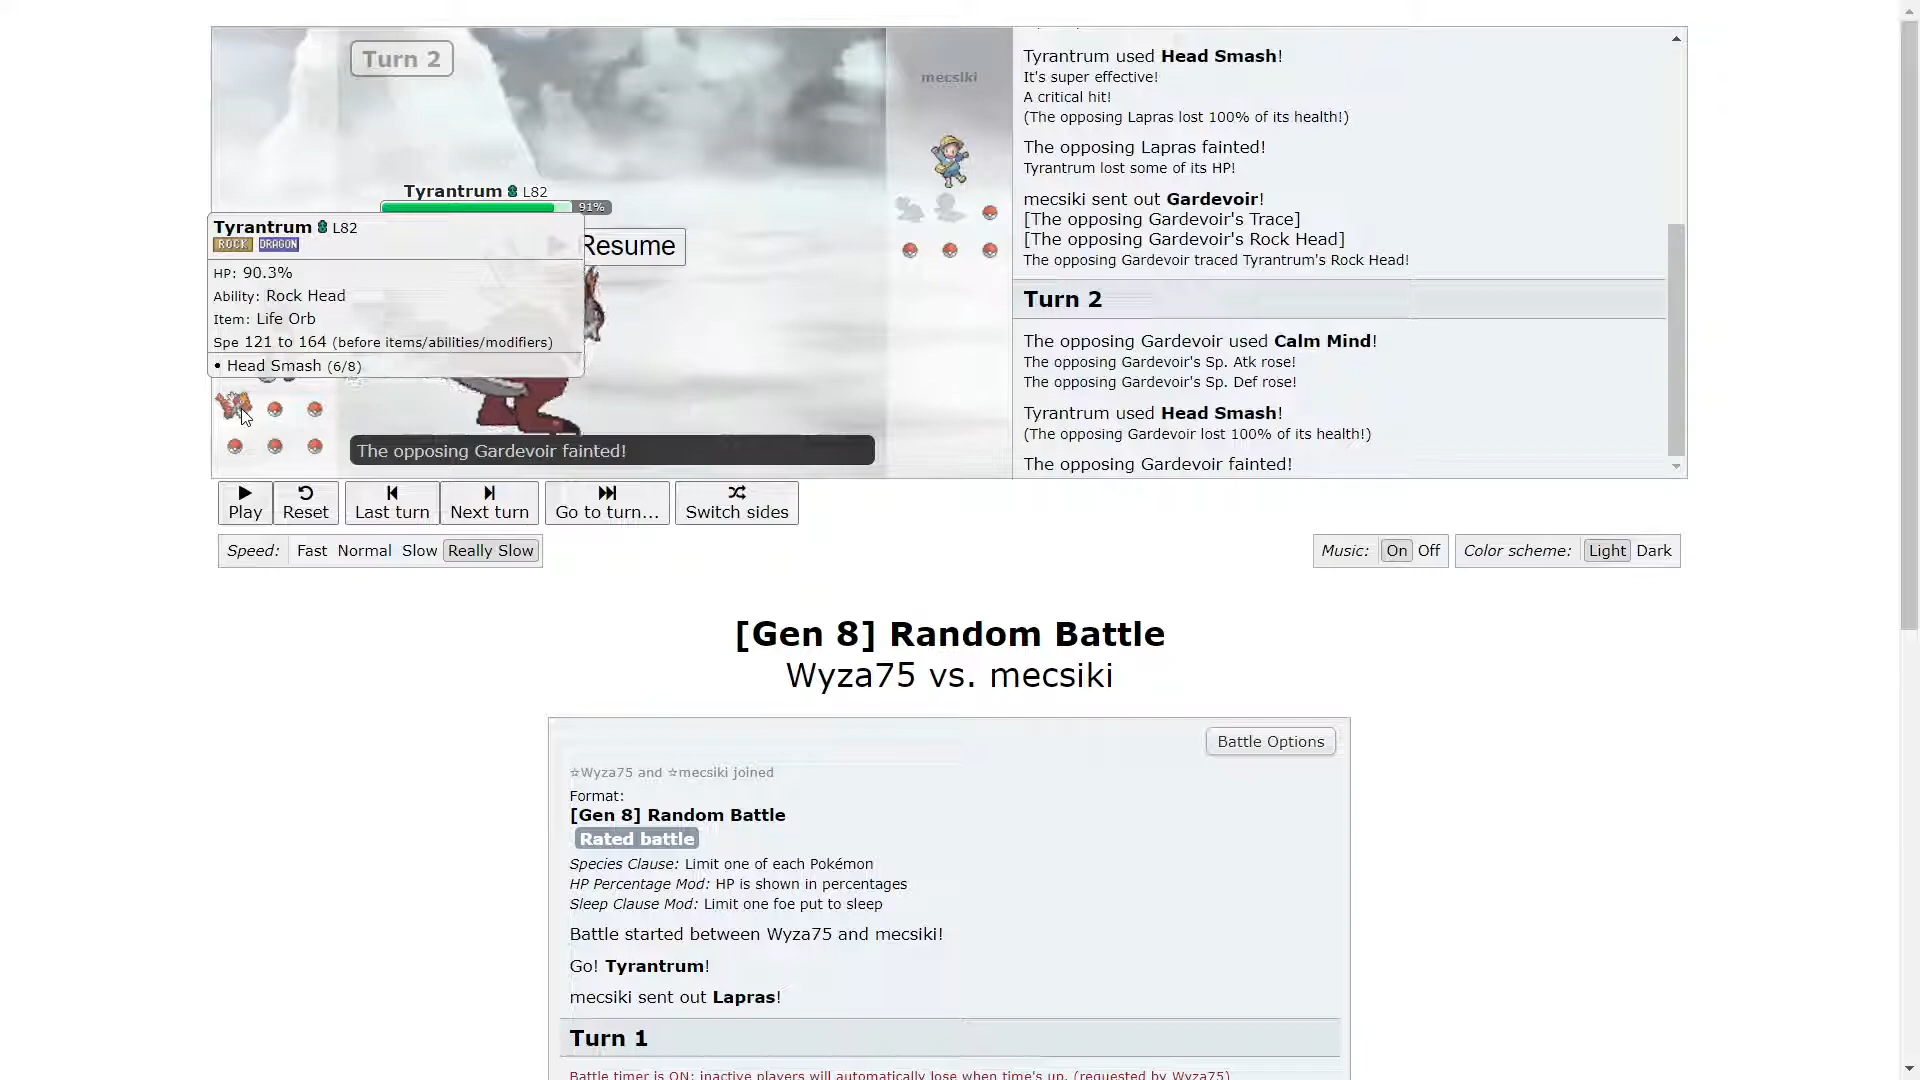 Turn 2
mecsiki
Tyrantrum L82
91%
Tyrantrum L82
ROCK DRAGON
HP: 90.3%
Ability: Rock Head
Item: Life Orb
Spe 121 to 164 (before items/abilities/modifiers)
• Head Smash (6/8)
Resume
The opposing Gardevoir fainted!
Tyrantrum used Head Smash!
It's super effective!
A critical hit!
(The opposing Lapras lost 100% of its health!)
The opposing Lapras fainted!
Tyrantrum lost some of its HP!
mecsiki sent out Gardevoir!
[The opposing Gardevoir's Trace]
[The opposing Gardevoir's Rock Head]
The opposing Gardevoir traced Tyrantrum's Rock Head!
Turn 2
The opposing Gardevoir used Calm Mind!
The opposing Gardevoir's Sp. Atk rose!
The opposing Gardevoir's Sp. Def rose!
Tyrantrum used Head Smash!
(The opposing Gardevoir lost 100% of its health!)
The opposing Gardevoir fainted!
Play Reset Last turn Next turn Go to turn... Switch sides
Speed: Fast Normal Slow Really Slow
Music: On Off Color scheme: Light Dark
[Gen 8] Random Battle
Wyza75 vs. mecsiki
Battle Options
☆Wyza75 and ☆mecsiki joined
Format:
[Gen 8] Random Battle
Rated battle
Species Clause: Limit one of each Pokémon
HP Percentage Mod: HP is shown in percentages
Sleep Clause Mod: Limit one foe put to sleep
Battle started between Wyza75 and mecsiki!
Go! Tyrantrum!
mecsiki sent out Lapras!
Turn 1
Battle timer is ON: inactive players will automatically lose when time's up. (requested by Wyza75)